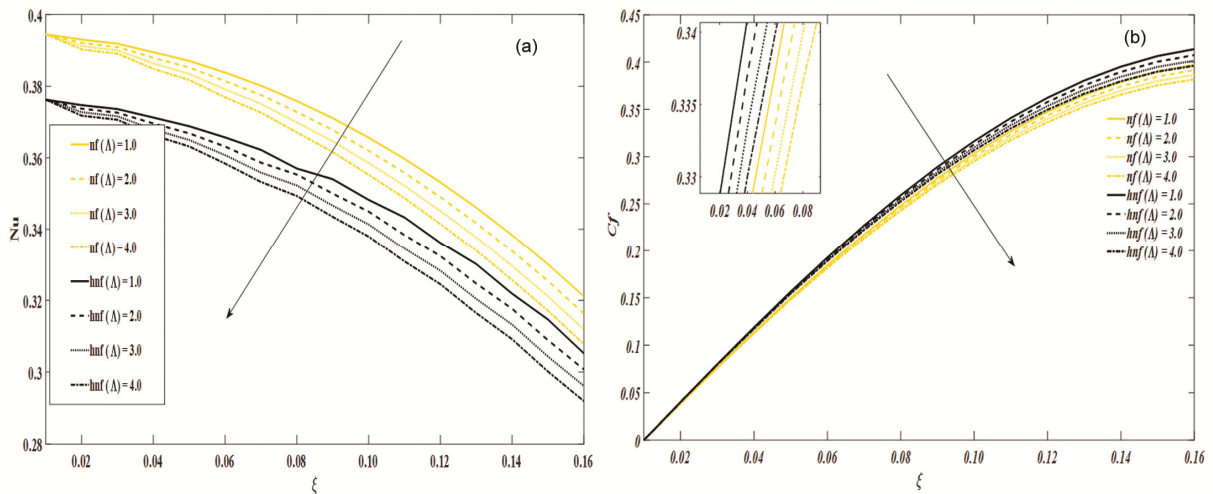 (a)
Nu
0.4
0.38
0.36
0.34
0.32
0.3
0.28
nf (Λ) = 1.0
nf (Λ) = 2.0
nf (Λ) = 3.0
nf (Λ) = 4.0
hnf (Λ) = 1.0
hnf (Λ) = 2.0
hnf (Λ) = 3.0
hnf (Λ) = 4.0
0.02 0.04 0.06 0.08 0.10 0.12 0.14 0.16
ξ
(b)
Cf
0.45
0.4
0.35
0.3
0.25
0.2
0.15
0.1
0.05
0
0.34
0.335
0.33
0.02 0.04 0.06 0.08
nf (Λ) = 1.0
nf (Λ) = 2.0
nf (Λ) = 3.0
nf (Λ) = 4.0
hnf (Λ) = 1.0
hnf (Λ) = 2.0
hnf (Λ) = 3.0
hnf (Λ) = 4.0
0.02 0.04 0.06 0.08 0.10 0.12 0.14 0.16
ξ